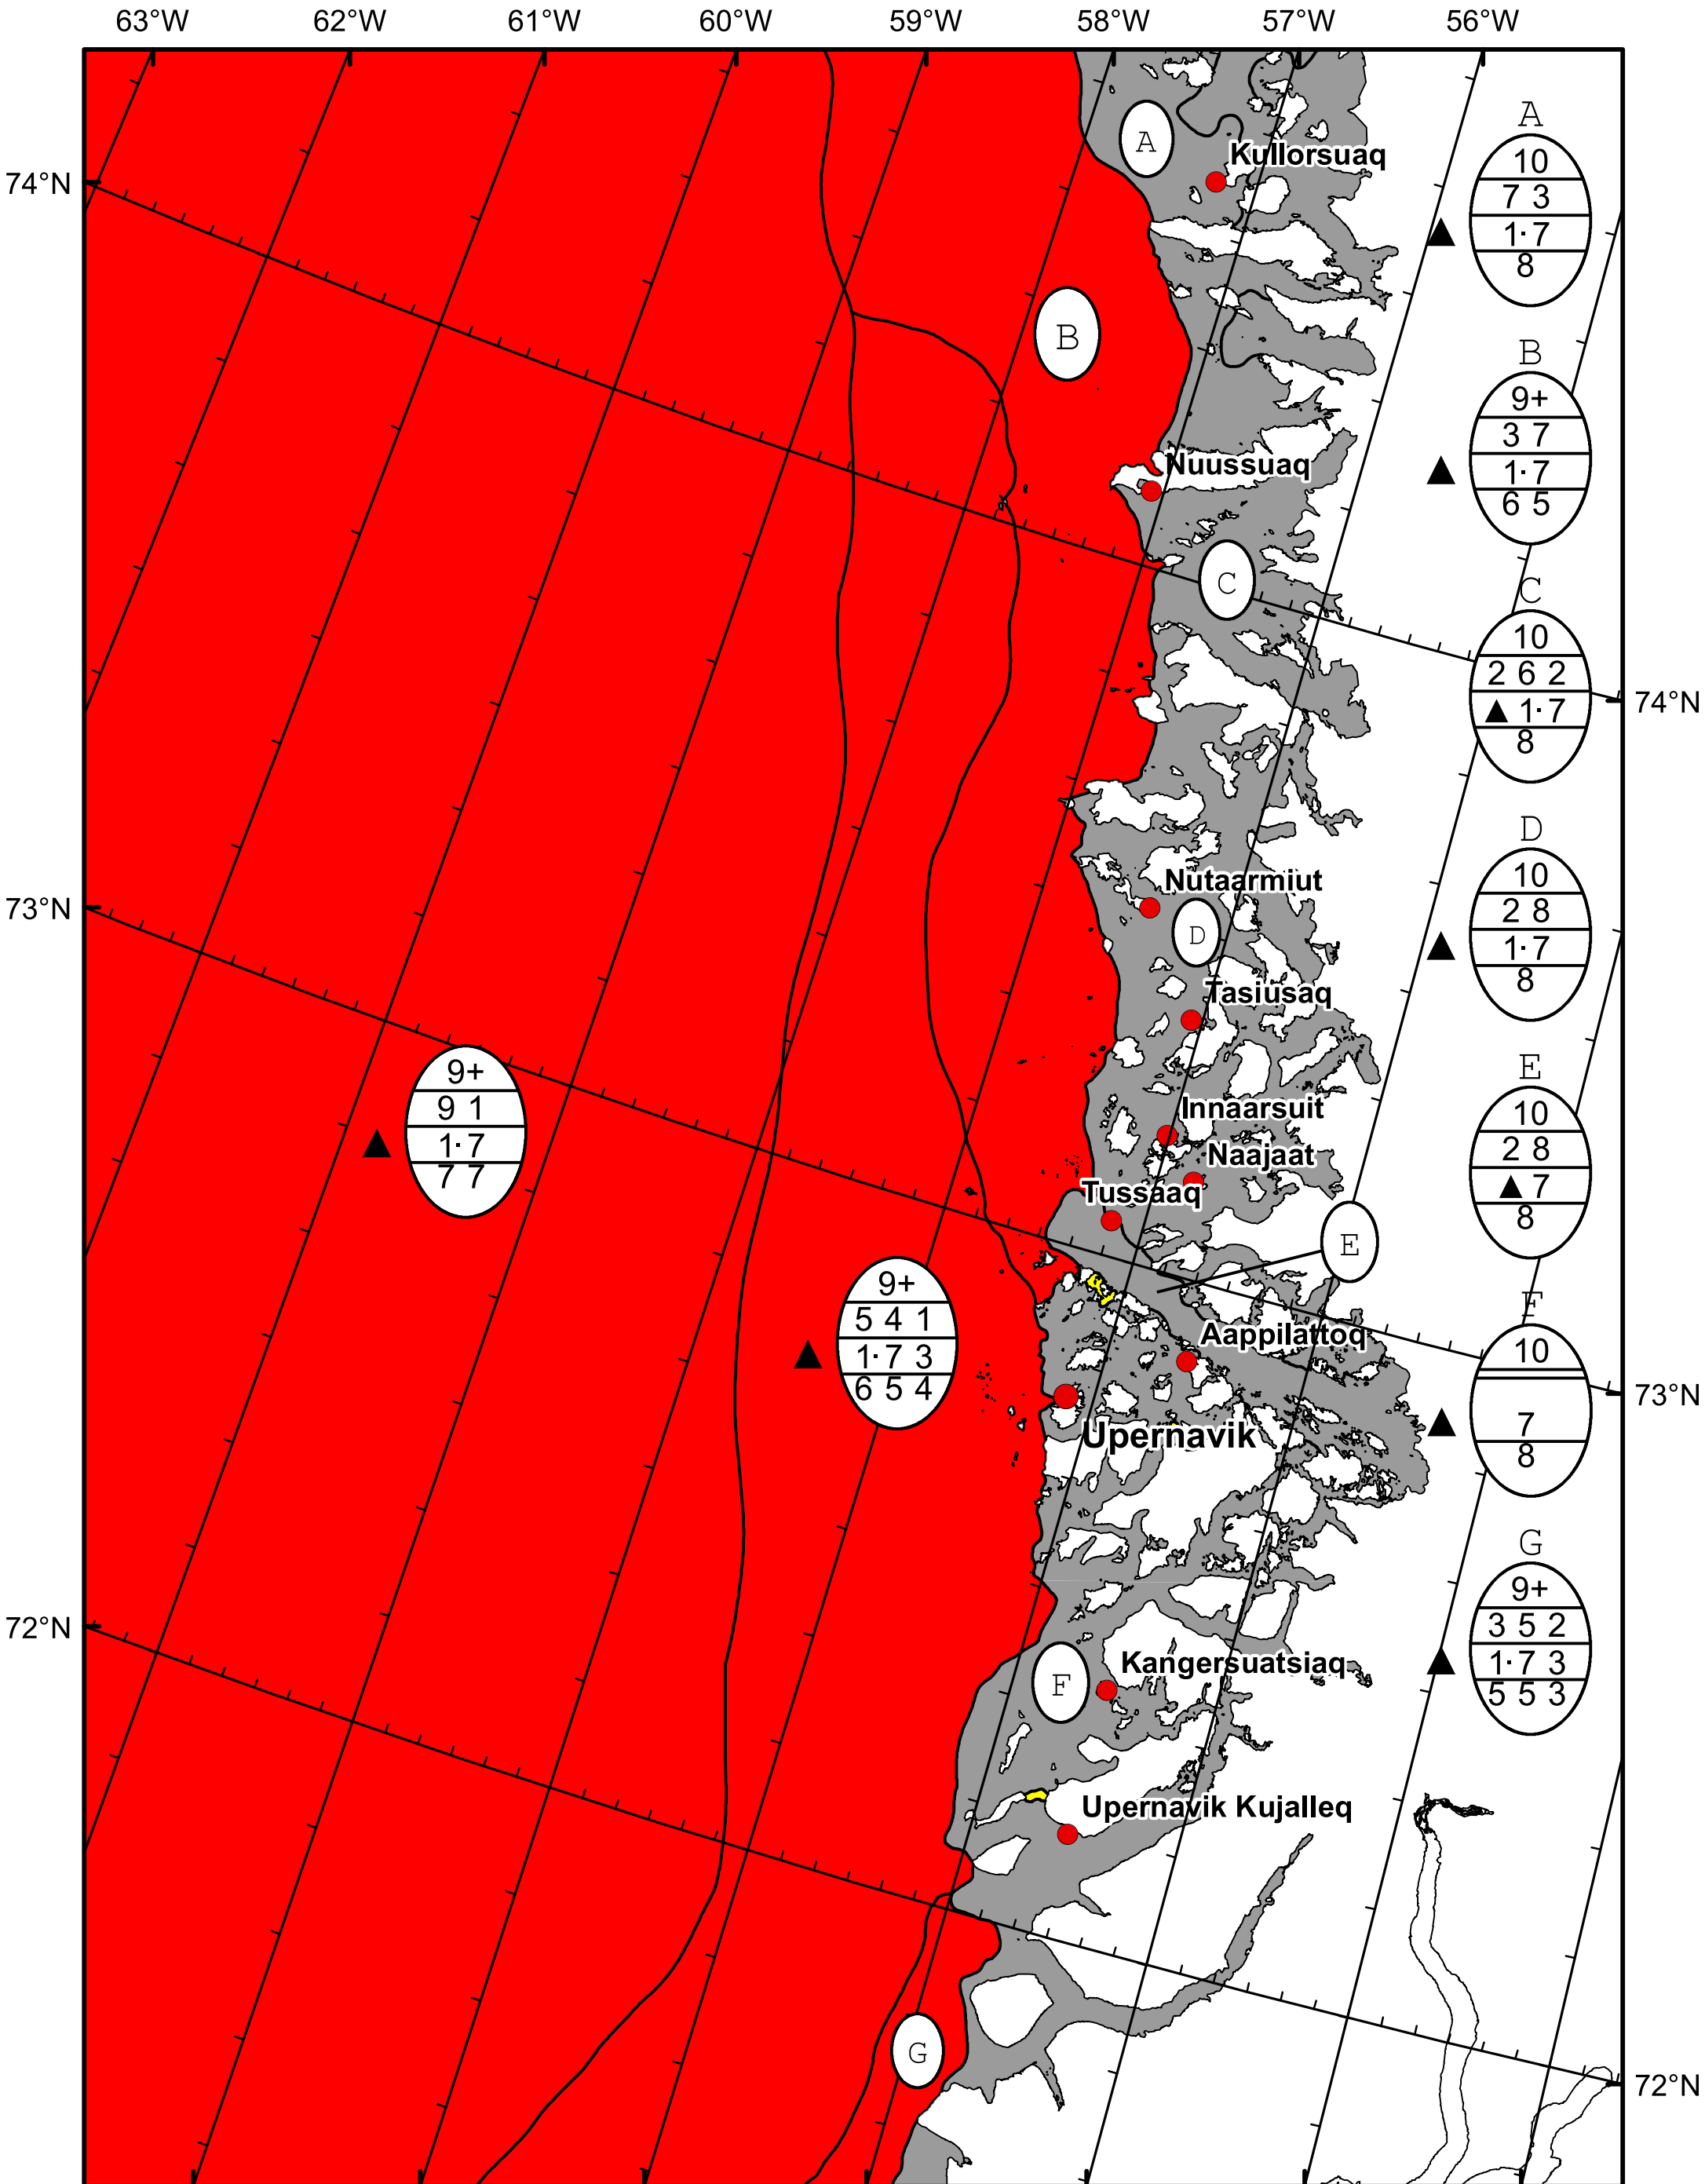 63°W 62°W 61°W 60°W 59°W 58°W 57°W 56°W
74°N
A
Kullorsuaq
A
10
7 3
1·7
8
B
B
9+
3 7
1·7
6 5
Nuussuaq
C
C
10
2 6 2
▲ 1·7
8
74°N
73°N
Nutaarmiut
D
D
10
2 8
1·7
8
Tasiusaq
9+
9 1
1·7
7 7
Innaarsuit
Naajaat
Tussaaq
E
E
10
2 8
▲ 7
8
9+
5 4 1
1·7 3
6 5 4
Aappilattoq
Upernavik
F
10
7
8
73°N
72°N
Kangersuatsiaq
F
G
9+
3 5 2
1·7 3
5 5 3
Upernavik Kujalleq
G
72°N